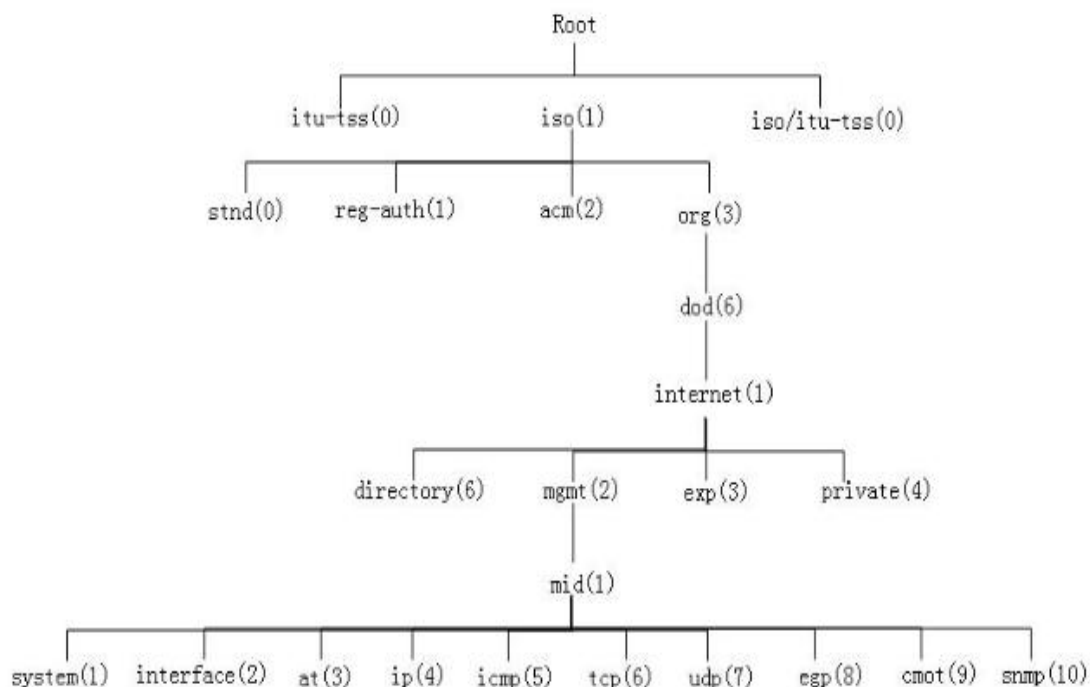 Root
itu-tss(0) iso(1) iso/itu-tss(0)
stnd(0) reg-auth(1) acm(2) org(3)
dod(6)
internet(1)
directory(6) mgmt(2) exp(3) private(4)
mid(1)
system(1) interface(2) at(3) ip(4) icmp(5) tcp(6) udp(7) egp(8) cmot(9) snmp(10)